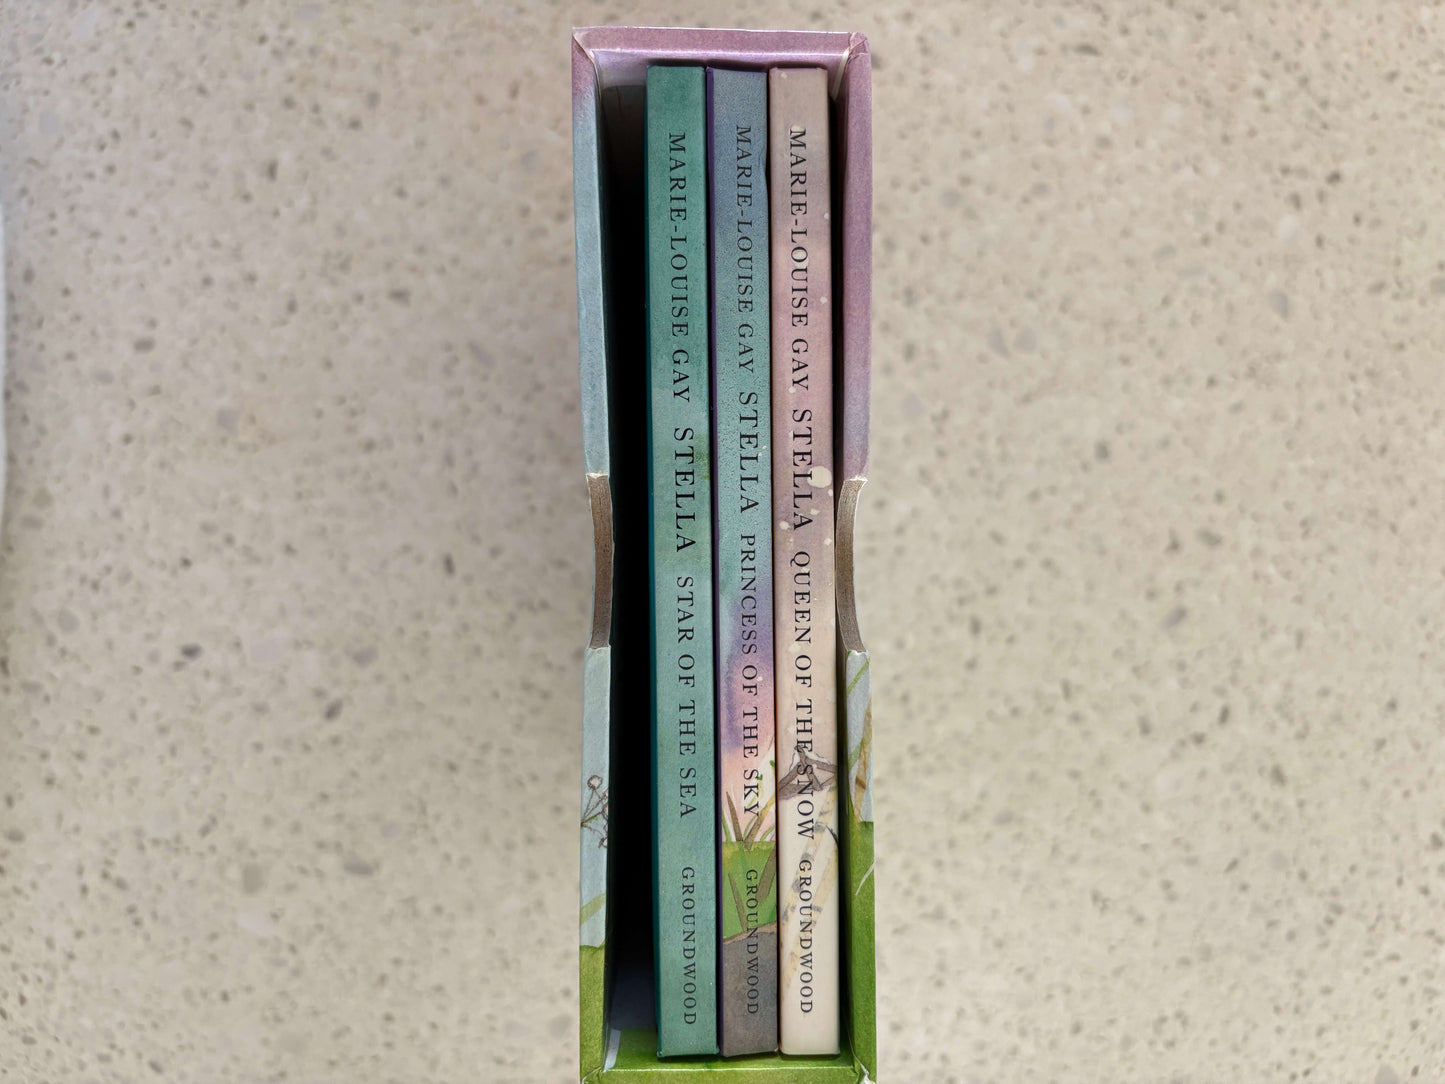 MARIE-LOUISE GAY STELLA STAR OF THE SEA GROUNDWOOD
MARIE-LOUISE GAY STELLA PRINCESS OF THE SKY GROUNDWOOD
MARIE-LOUISE GAY STELLA QUEEN OF THE SNOW GROUNDWOOD